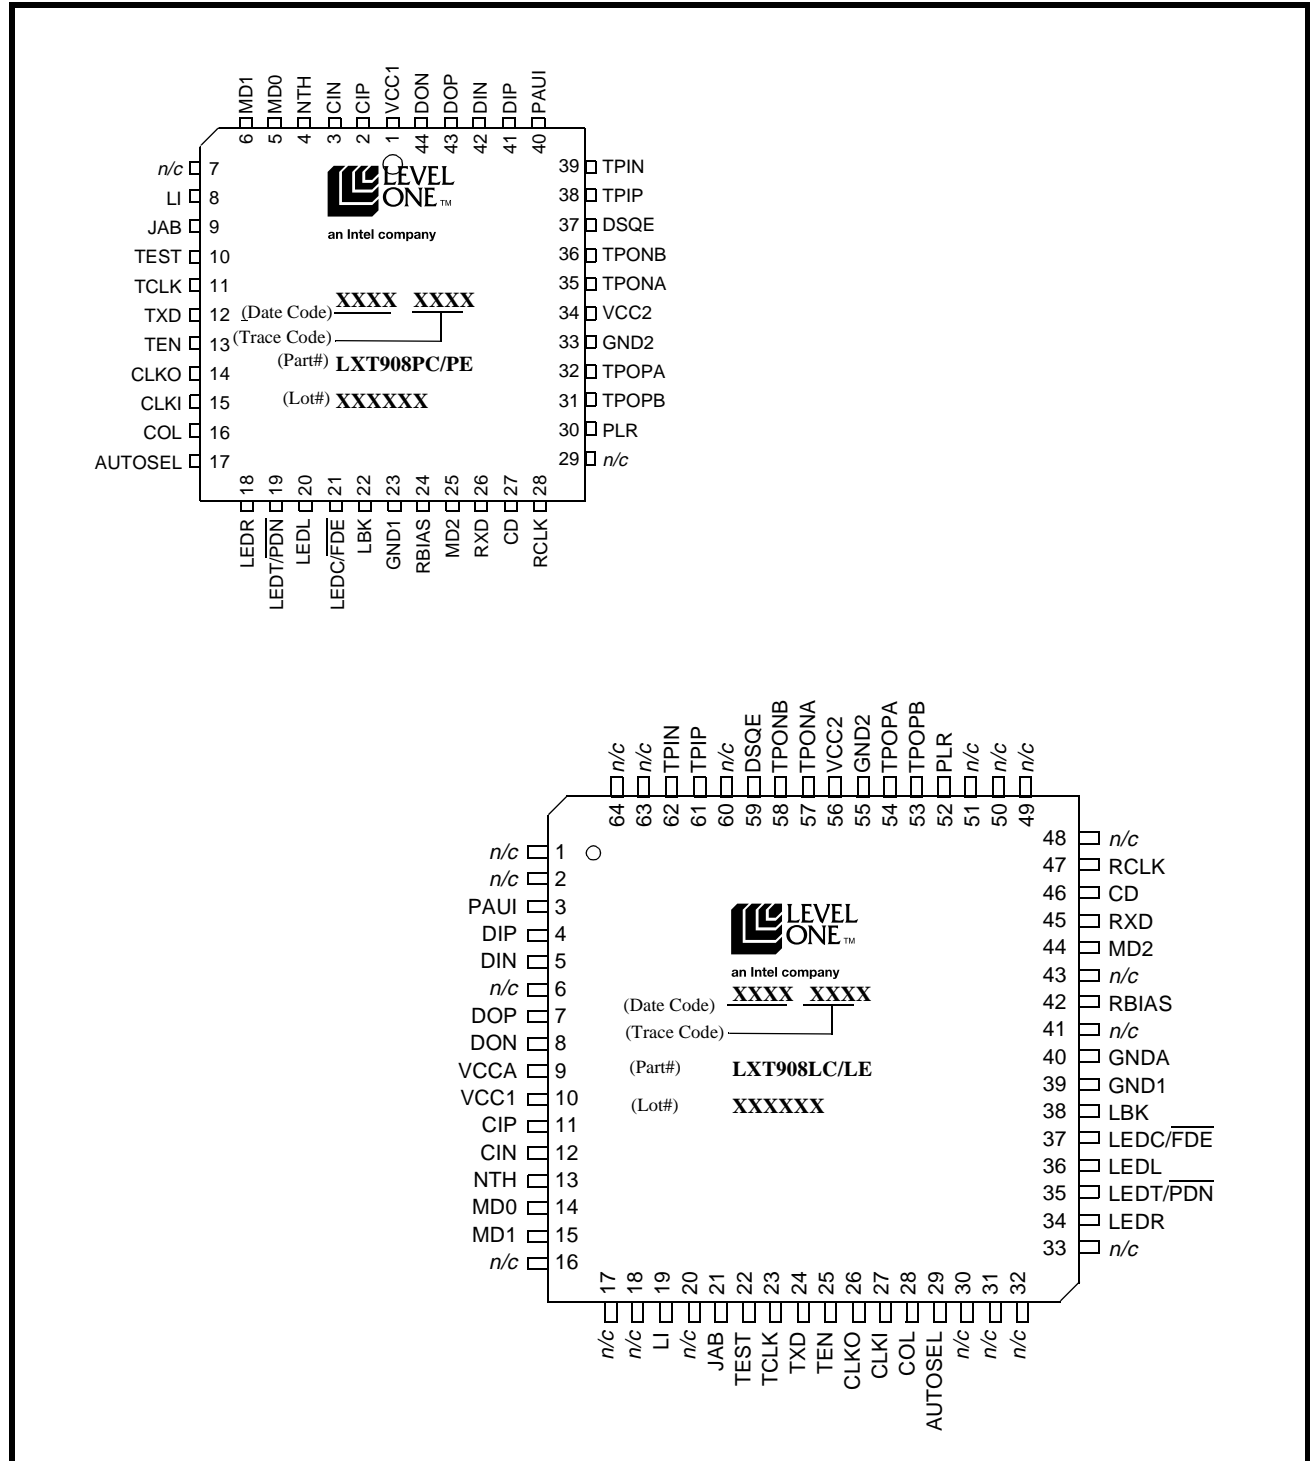 MD1
MD0
NTH
CIN
CIP
VCC1
DON
DOP
DIN
DIP
PAUI
6
5
4
3
2
1
44
43
42
41
40
n/c 7
LI 8
JAB 9
TEST 10
TCLK 11
TXD 12
TEN 13
CLKO 14
CLKI 15
COL 16
AUTOSEL 17
LEVEL
ONE TM
an Intel company
(Date Code) XXXX XXXX
(Trace Code)
(Part#) LXT908PC/PE
(Lot#) XXXXXX
39 TPIN
38 TPIP
37 DSQE
36 TPONB
35 TPONA
34 VCC2
33 GND2
32 TPOPA
31 TPOPB
30 PLR
29 n/c
18
19
20
21
22
23
24
25
26
27
28
LEDR
LEDT/PDN
LEDL
LEDC/FDE
LBK
GND1
RBIAS
MD2
RXD
CD
RCLK
n/c
n/c
TPIN
TPIP
n/c
DSQE
TPONB
TPONA
VCC2
GND2
TPOPA
TPOPB
PLR
n/c
n/c
n/c
64
63
62
61
60
59
58
57
56
55
54
53
52
51
50
49
n/c 1
n/c 2
PAUI 3
DIP 4
DIN 5
n/c 6
DOP 7
DON 8
VCCA 9
VCC1 10
CIP 11
CIN 12
NTH 13
MD0 14
MD1 15
n/c 16
LEVEL
ONE TM
an Intel company
(Date Code) XXXX XXXX
(Trace Code)
(Part#) LXT908LC/LE
(Lot#) XXXXXX
48 n/c
47 RCLK
46 CD
45 RXD
44 MD2
43 n/c
42 RBIAS
41 n/c
40 GNDA
39 GND1
38 LBK
37 LEDC/FDE
36 LEDL
35 LEDT/PDN
34 LEDR
33 n/c
17
18
19
20
21
22
23
24
25
26
27
28
29
30
31
32
n/c
n/c
LI
n/c
JAB
TEST
TCLK
TXD
TEN
CLKO
CLKI
COL
AUTOSEL
n/c
n/c
n/c